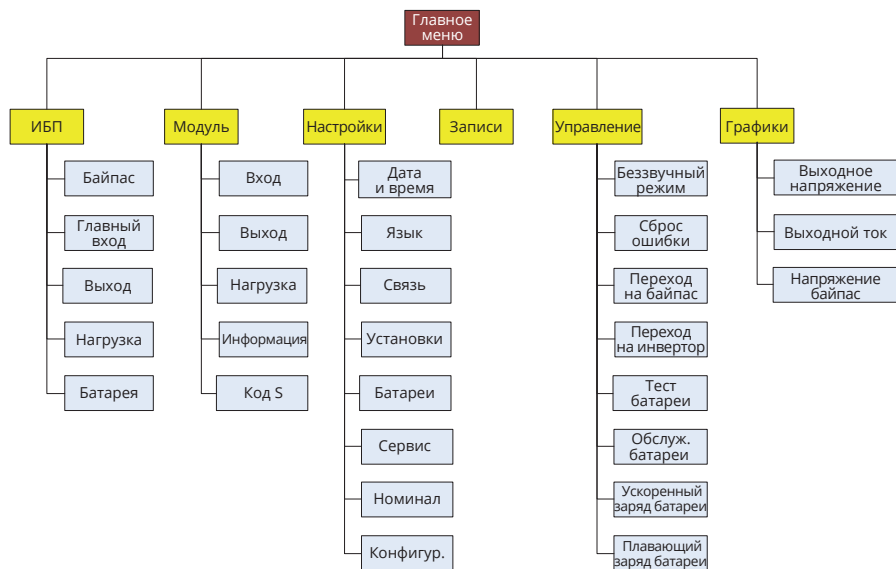 Главное
меню
ИБП
Модуль
Настройки
Записи
Управление
Графики
Байпас
Главный
вход
Выход
Нагрузка
Батарея
Вход
Выход
Нагрузка
Информация
Код S
Дата
и время
Язык
Связь
Установки
Батареи
Сервис
Номинал
Конфигур.
Беззвучный
режим
Сброс
ошибки
Переход
на байпас
Переход
на инвертор
Тест
батареи
Обслуж.
батареи
Ускоренный
заряд батареи
Плавающий
заряд батареи
Выходное
напряжение
Выходной ток
Напряжение
байпас